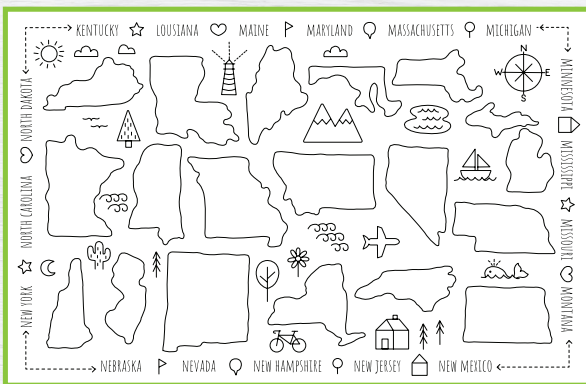 KENTUCKY LOUSIANA MAINE MARYLAND MASSACHUSETTS MICHIGAN
MINNESOTA MISSISSIPPI MISSOURI MONTANA
NORTH DAKOTA
NORTH CAROLINA
NEW YORK
NEBRASKA NEVADA NEW HAMPSHIRE NEW JERSEY NEW MEXICO
N
W E
S